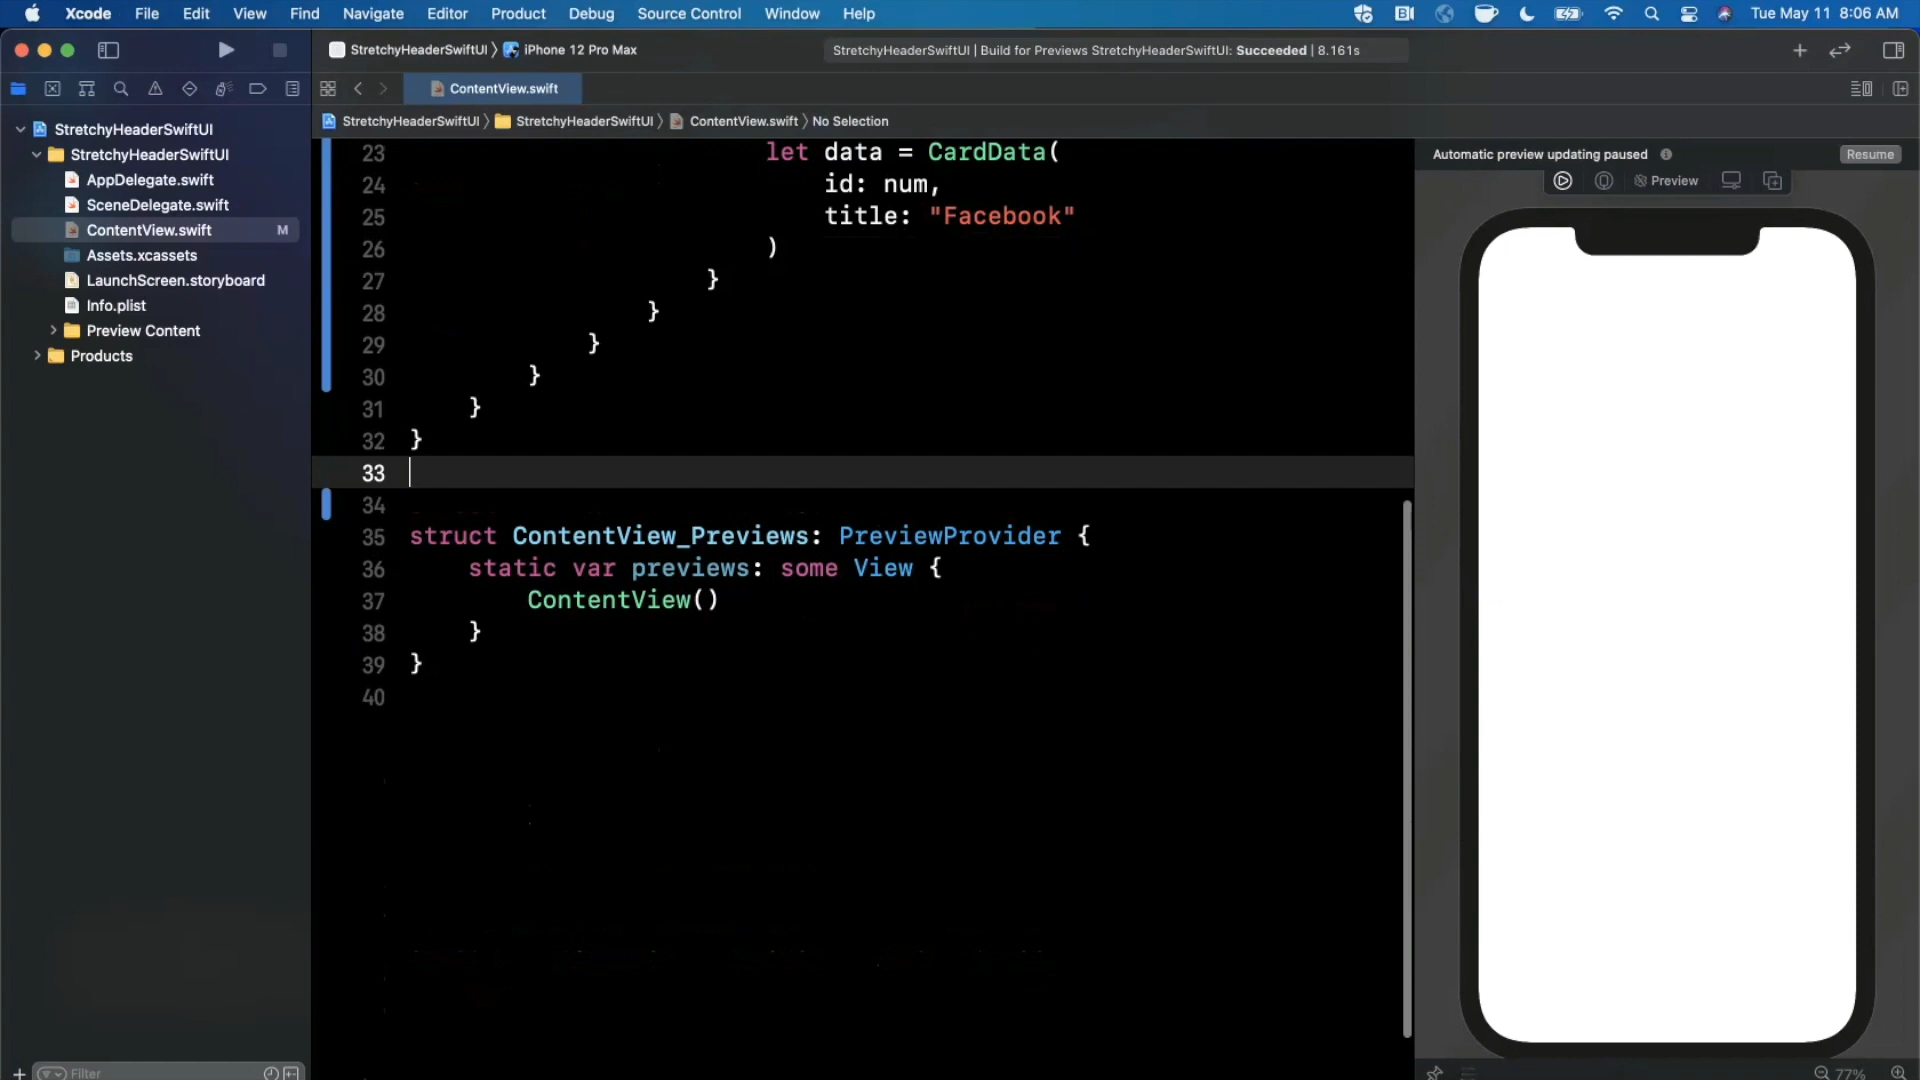 Xcode File Edit View Find Navigate Editor Product Debug Source Control Window Help Tue May 11 8:06 AM
StretchyHeaderSwiftUI iPhone 12 Pro Max StretchyHeaderSwiftUI | Build for Previews StretchyHeaderSwiftUI: Succeeded | 8.161s
ContentView.swift
StretchyHeaderSwiftUI StretchyHeaderSwiftUI ContentView.swift No Selection
StretchyHeaderSwiftUI
StretchyHeaderSwiftUI
AppDelegate.swift
SceneDelegate.swift
ContentView.swift M
Assets.xcassets
LaunchScreen.storyboard
Info.plist
Preview Content
Products
Filter
23 let data = CardData(
24 id: num,
25 title: "Facebook"
26 )
27 }
28 }
29 }
30 }
31 }
32 }
33
34
35 struct ContentView_Previews: PreviewProvider {
36 static var previews: some View {
37 ContentView()
38 }
39 }
40
Automatic preview updating paused Resume
Preview
77%